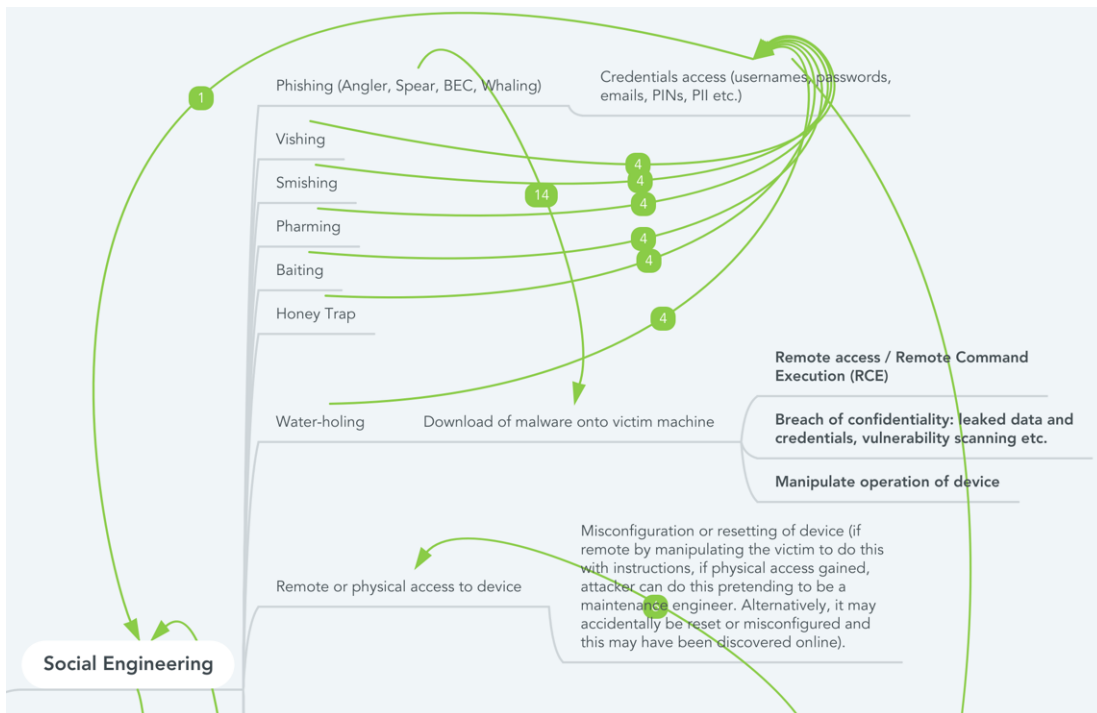 Phishing (Angler, Spear, BEC, Whaling)
Credentials access (usernames, passwords,
emails, PINs, PII etc.)
1
Vishing
4
Smishing
4
14
4
Pharming
4
Baiting
4
Honey Trap
4
Remote access / Remote Command
Execution (RCE)
Water-holing
Download of malware onto victim machine
Breach of confidentiality: leaked data and
credentials, vulnerability scanning etc.
Manipulate operation of device
Remote or physical access to device
Misconfiguration or resetting of device (if
remote by manipulating the victim to do this
with instructions, if physical access gained,
attacker can do this pretending to be a
maintenance engineer. Alternatively, it may
accidentally be reset or misconfigured and
this may have been discovered online).
Social Engineering